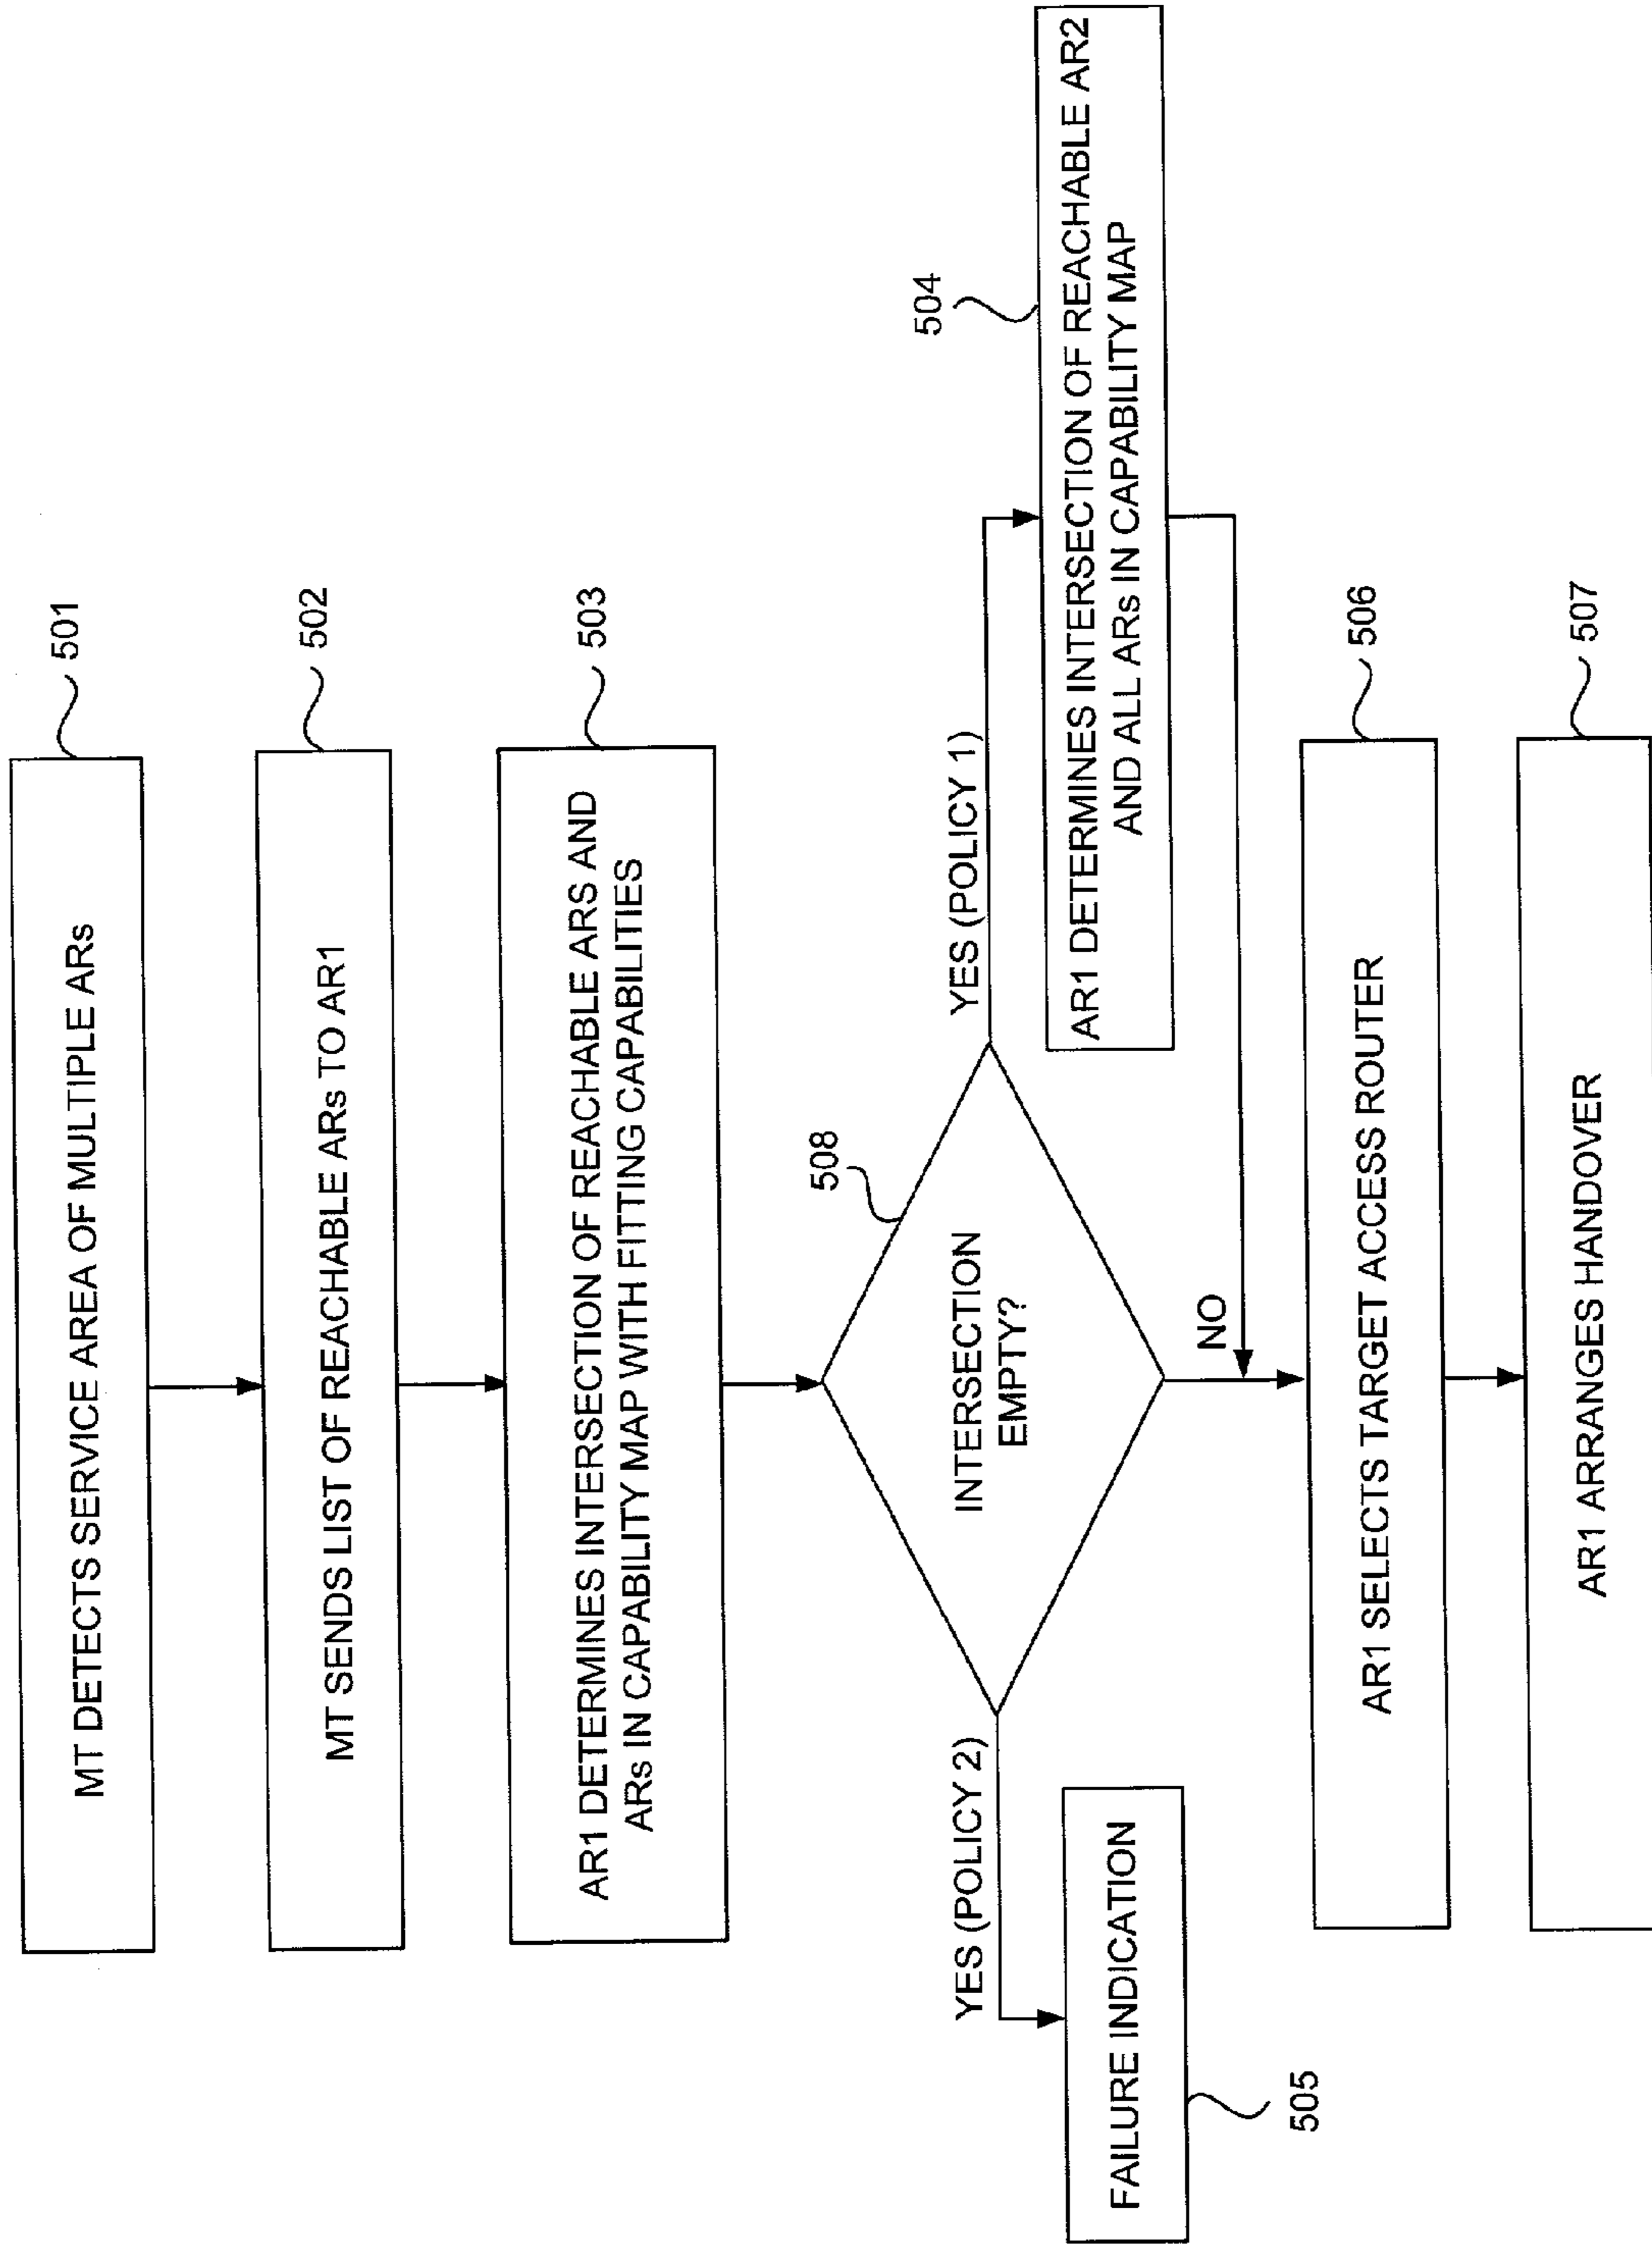 MT DETECTS SERVICE AREA OF MULTIPLE ARs
501
MT SENDS LIST OF REACHABLE ARs TO AR1
502
AR1 DETERMINES INTERSECTION OF REACHABLE ARS AND
ARs IN CAPABILITY MAP WITH FITTING CAPABILITIES
503
508
INTERSECTION
EMPTY?
YES (POLICY 2)
YES (POLICY 1)
NO
FAILURE INDICATION
505
504
AR1 DETERMINES INTERSECTION OF REACHABLE AR2
AND ALL ARs IN CAPABILITY MAP
AR1 SELECTS TARGET ACCESS ROUTER
506
AR1 ARRANGES HANDOVER
507